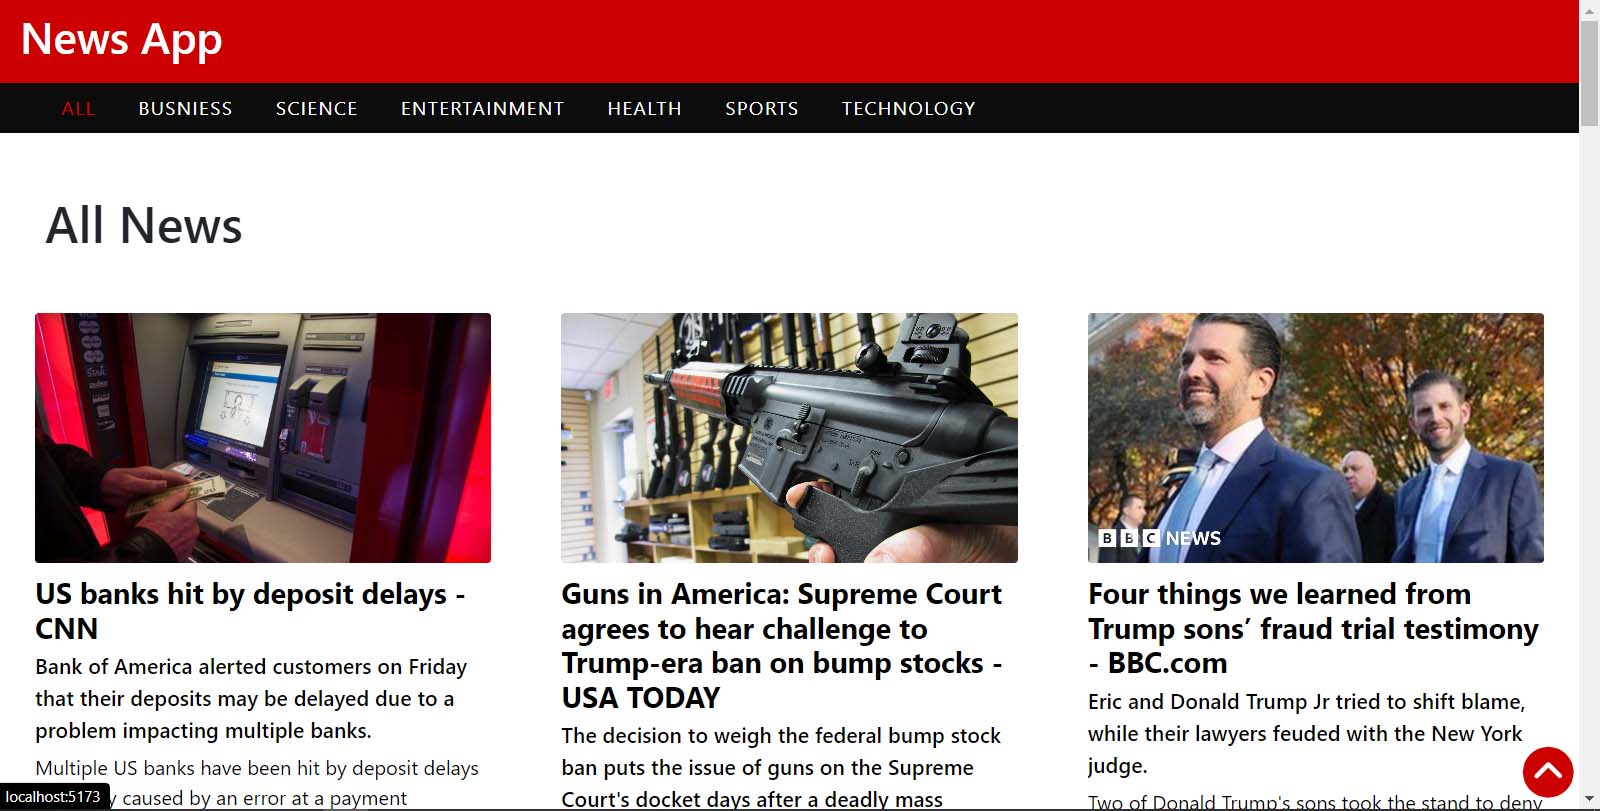 News App
ALL BUSNIESS SCIENCE ENTERTAINMENT HEALTH SPORTS TECHNOLOGY
All News
BBC NEWS
US banks hit by deposit delays -
CNN
Bank of America alerted customers on Friday
that their deposits may be delayed due to a
problem impacting multiple banks.
Multiple US banks have been hit by deposit delays
caused by an error at a payment
Guns in America: Supreme Court
agrees to hear challenge to
Trump-era ban on bump stocks -
USA TODAY
The decision to weigh the federal bump stock
ban puts the issue of guns on the Supreme
Court's docket days after a deadly mass
Four things we learned from
Trump sons’ fraud trial testimony
- BBC.com
Eric and Donald Trump Jr tried to shift blame,
while their lawyers feuded with the New York
judge.
Two of Donald Trump's sons took the stand to deny
localhost:5173